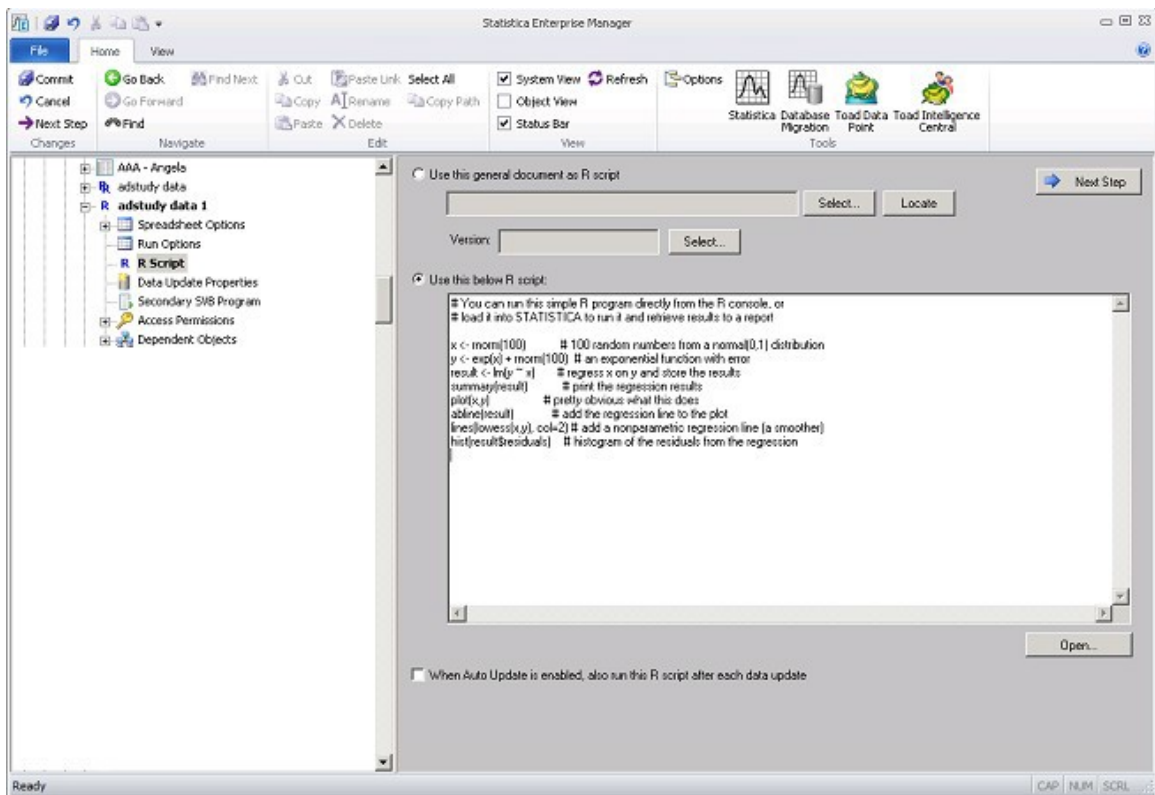 Statistica Enterprise Manager
File Home View
Commit Go Back Find Next Cut Paste Link Select All System View Refresh Options
Cancel Go Forward Copy Rename Copy Path Object View
Next Step Find Paste Delete Status Bar
Statistica Database Migration Toad Data Point Toad Intelligence Central
Changes Navigate Edit View Tools
AAA - Angela
adstudy data
adstudy data 1
Spreadsheet Options
Run Options
R Script
Data Update Properties
Secondary SVB Program
Access Permissions
Dependent Objects
Use this general document as R script
Next Step
Select... Locate
Version: Select...
Use this below R script:
# You can run this simple R program directly from the R console, or
# load it into STATISTICA to run it and retrieve results to a report
x <- rnorm(100) # 100 random numbers from a normal(0,1) distribution
y <- exp(x) + rnorm(100) # an exponential function with error
result <- lm(y ~ x) # regress x on y and store the results
summary(result) # print the regression results
plot(x,y) # pretty obvious what this does
abline(result) # add the regression line to the plot
lines(lowess(x,y), col=2) # add a nonparametric regression line (a smoother)
hist(result$residuals) # histogram of the residuals from the regression
Open...
When Auto Update is enabled, also run this R script after each data update
Ready CAP NUM SCRL